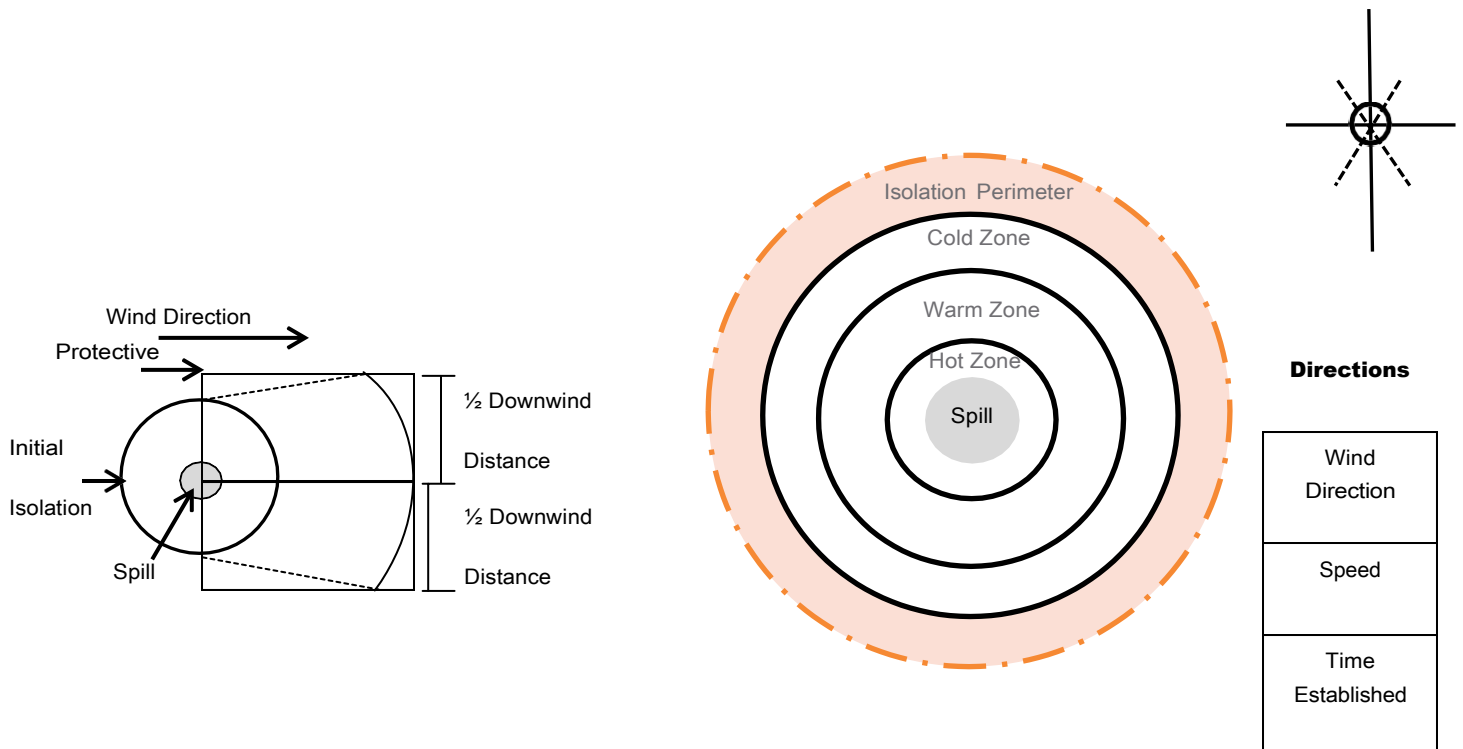 Wind Direction
Protective
Initial
Isolation
Spill
½ Downwind
Distance
½ Downwind
Distance
Isolation Perimeter
Cold Zone
Warm Zone
Hot Zone
Spill
Directions
Wind
Direction
Speed
Time
Established